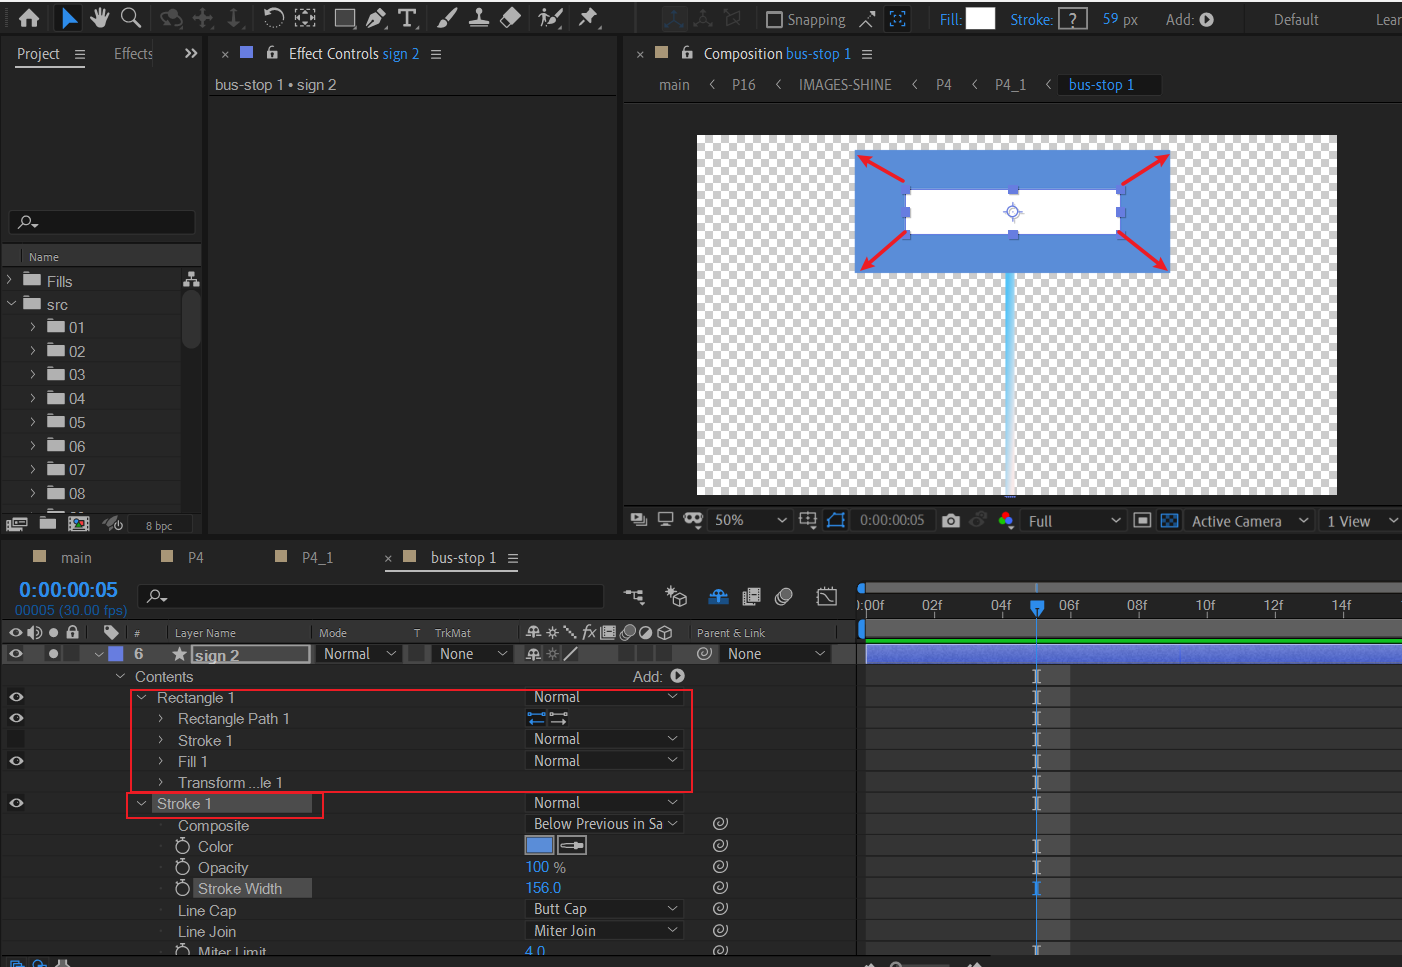 Snapping
Fill:
Stroke: ? 59 px
Add:
Default
Lear
Project
Effects
Effect Controls sign 2
Composition bus-stop 1
bus-stop 1 • sign 2
main < P16 < IMAGES-SHINE < P4 < P4_1 < bus-stop 1
Name
Fills
src
01
02
03
04
05
06
07
08
8 bpc
50%
0:00:00:05
Full
Active Camera
1 View
main
P4
P4_1
bus-stop 1
0:00:00:05
00005 (30.00 fps)
):00f 02f 04f 06f 08f 10f 12f 14f
# Layer Name Mode T TrkMat fx Parent & Link
6 sign 2 Normal None None
Contents Add:
Rectangle 1 Normal
Rectangle Path 1
Stroke 1 Normal
Fill 1 Normal
Transform ...le 1
Stroke 1 Normal
Composite Below Previous in Sa
Color
Opacity 100 %
Stroke Width 156.0
Line Cap Butt Cap
Line Join Miter Join
Miter Limit 4.0